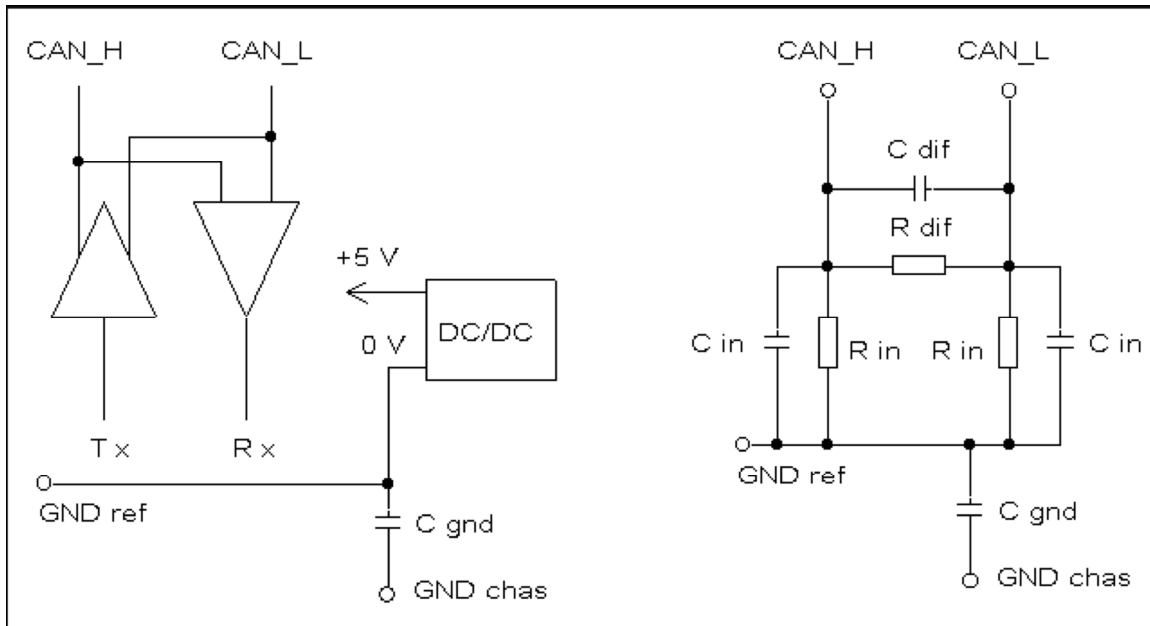 CAN_H
CAN_L
+5 V
0 V
DC/DC
T x
R x
GND ref
C gnd
GND chas
CAN_H
CAN_L
C dif
R dif
C in
R in
R in
C in
GND ref
C gnd
GND chas